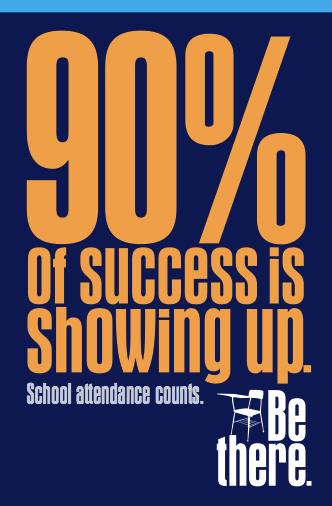 90%
of success is
showing up.
School attendance counts.
Be
there.